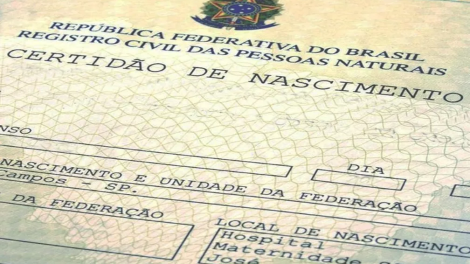 REPÚBLICA FEDERATIVA DO BRASIL
REGISTRO CIVIL DAS PESSOAS NATURAIS
CERTIDÃO DE NASCIMENTO
NSO
DIA
NASCIMENTO E UNIDADE DA FEDERAÇÃO
Campos - SP.
DA FEDERAÇÃO
LOCAL DE NASCIMENTO
Hospital
Maternidade
José